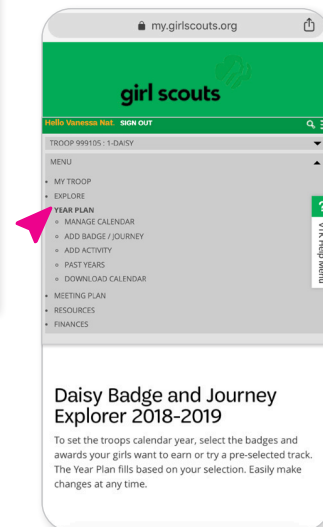 my.girlscouts.org
girl scouts
Hello Vanessa Nat. SIGN OUT
TROOP 999105 : 1-DAISY
MENU
MY TROOP
EXPLORE
YEAR PLAN
MANAGE CALENDAR
ADD BADGE / JOURNEY
ADD ACTIVITY
PAST YEARS
DOWNLOAD CALENDAR
MEETING PLAN
RESOURCES
FINANCES
? VTK Help Menu
Daisy Badge and Journey
Explorer 2018-2019
To set the troops calendar year, select the badges and
awards your girls want to earn or try a pre-selected track.
The Year Plan fills based on your selection. Easily make
changes at any time.